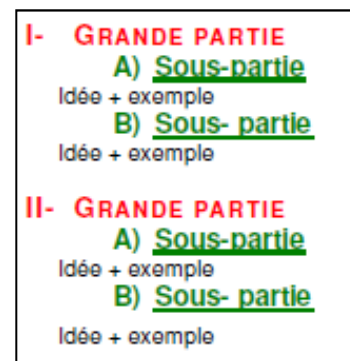 I- GRANDE PARTIE
A) Sous-partie
Idée + exemple
B) Sous- partie
Idée + exemple
II- GRANDE PARTIE
A) Sous-partie
Idée + exemple
B) Sous- partie
Idée + exemple